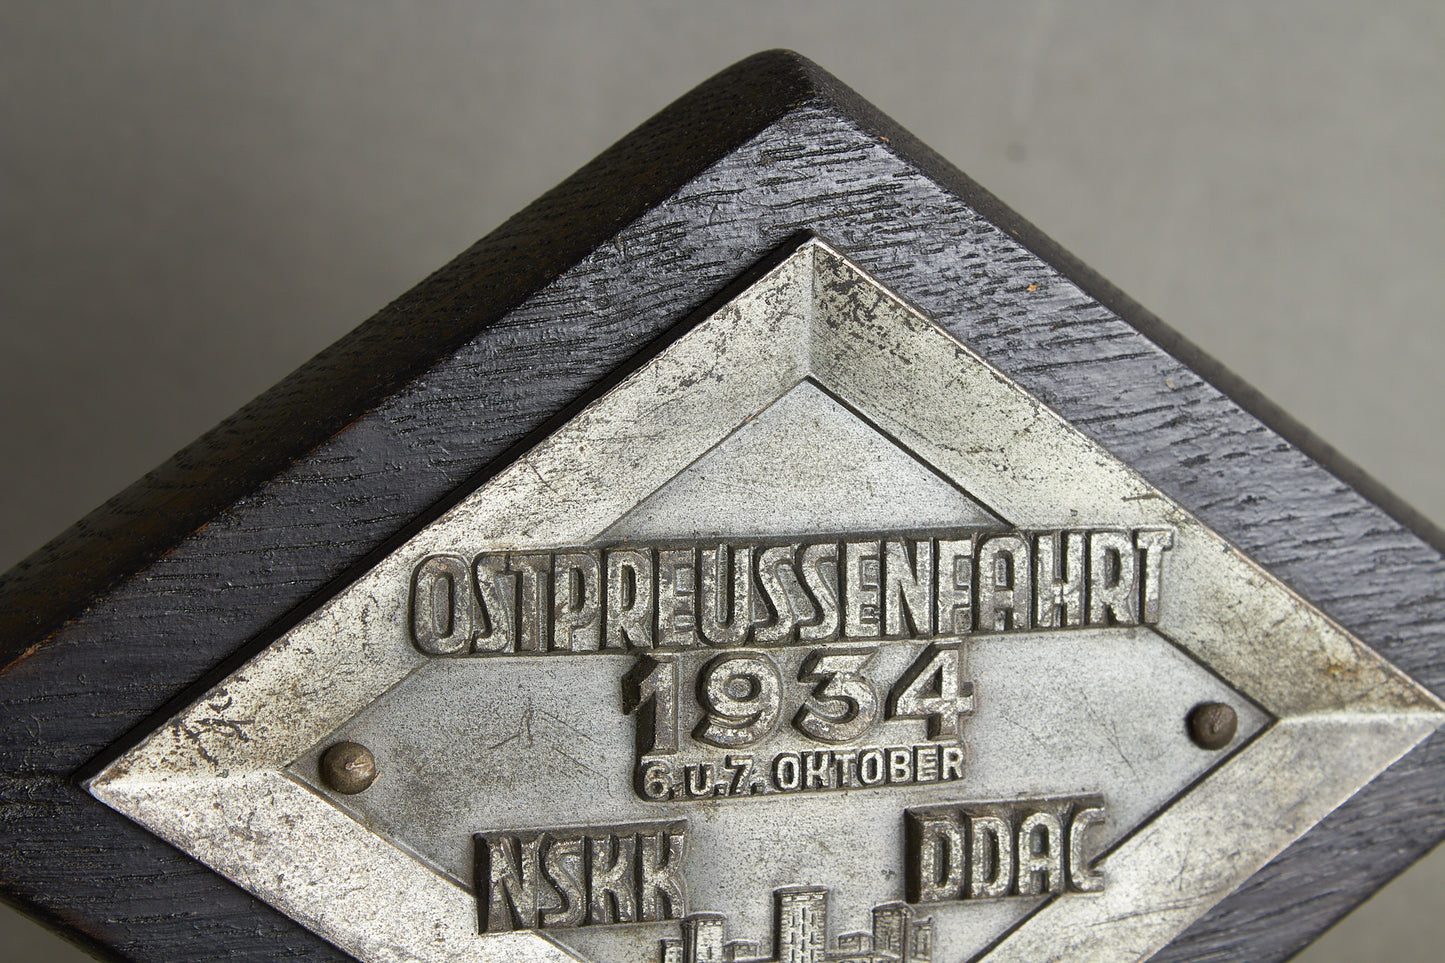 OSTPREUSSENFAHRT
1934
6.u.7. OKTOBER
NSKK DDAC